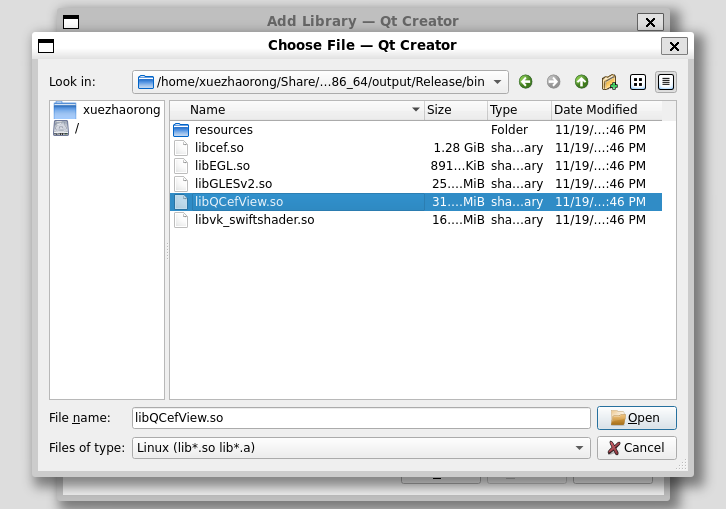 Add Library — Qt Creator
Choose File — Qt Creator
Look in: /home/xuezhaorong/Share/...86_64/output/Release/bin
xuezhaorong
/
Name Size Type Date Modified
resources Folder 11/19/...:46 PM
libcef.so 1.28 GiB sha...ary 11/19/...:46 PM
libEGL.so 891...KiB sha...ary 11/19/...:46 PM
libGLESv2.so 25....MiB sha...ary 11/19/...:46 PM
libQCefView.so 31....MiB sha...ary 11/19/...:46 PM
libvk_swiftshader.so 16....MiB sha...ary 11/19/...:46 PM
File name: libQCefView.so Open
Files of type: Linux (lib*.so lib*.a) Cancel